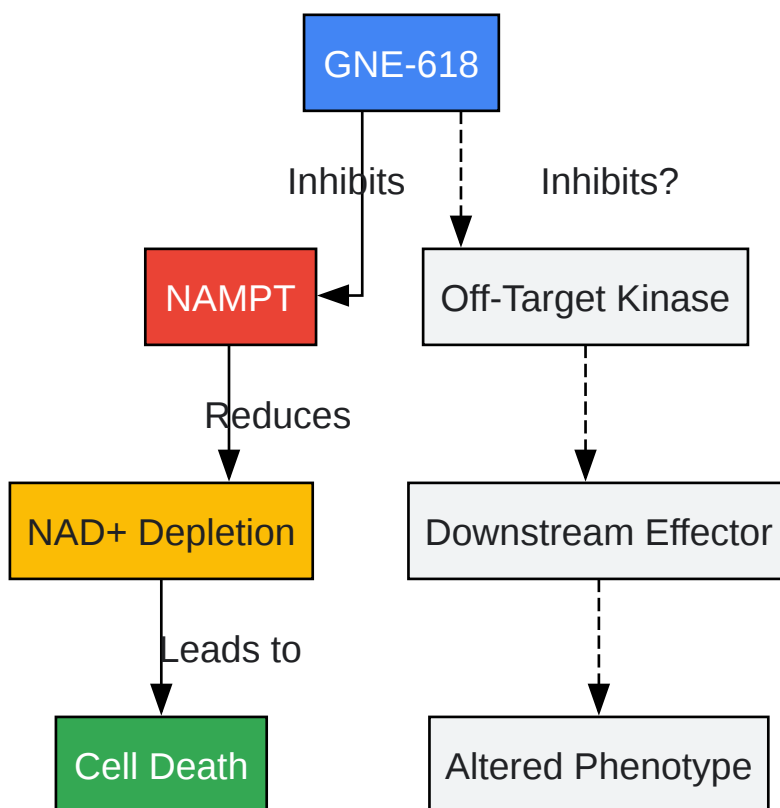 GNE-618
Inhibits
Inhibits?
NAMPT
Off-Target Kinase
Reduces
NAD+ Depletion
Downstream Effector
Leads to
Cell Death
Altered Phenotype